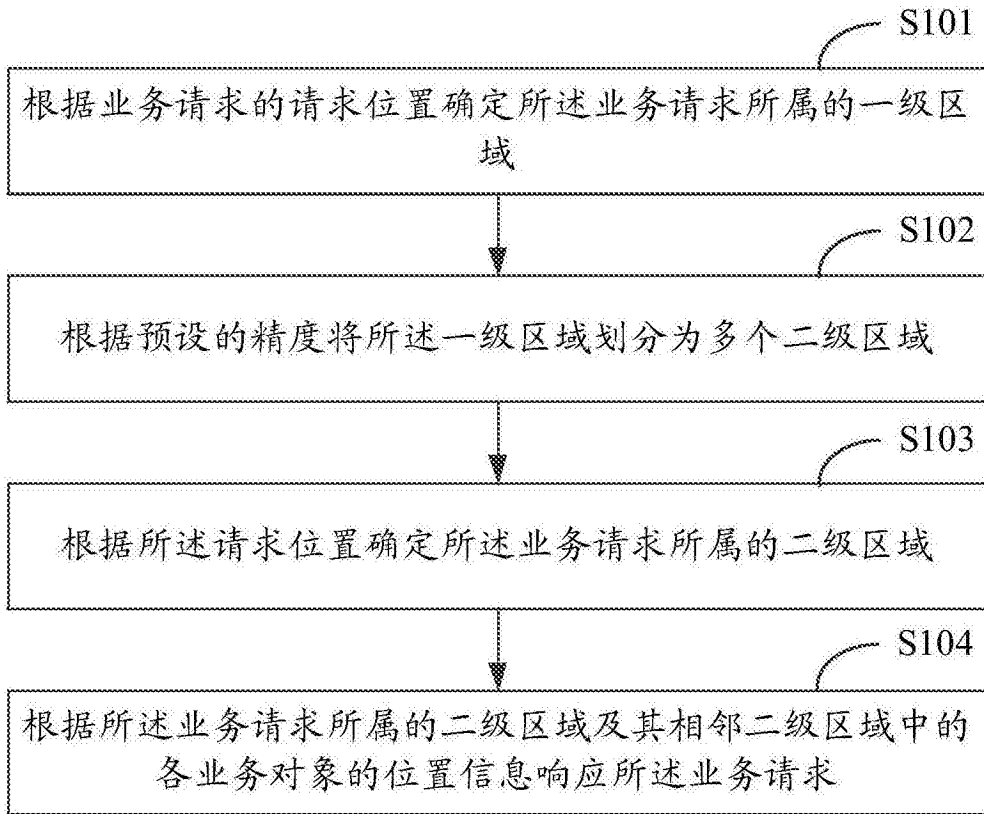 S101
根据业务请求的请求位置确定所述业务请求所属的一级区
域
S102
根据预设的精度将所述一级区域划分为多个二级区域
S103
根据所述请求位置确定所述业务请求所属的二级区域
S104
根据所述业务请求所属的二级区域及其相邻二级区域中的
各业务对象的位置信息响应所述业务请求